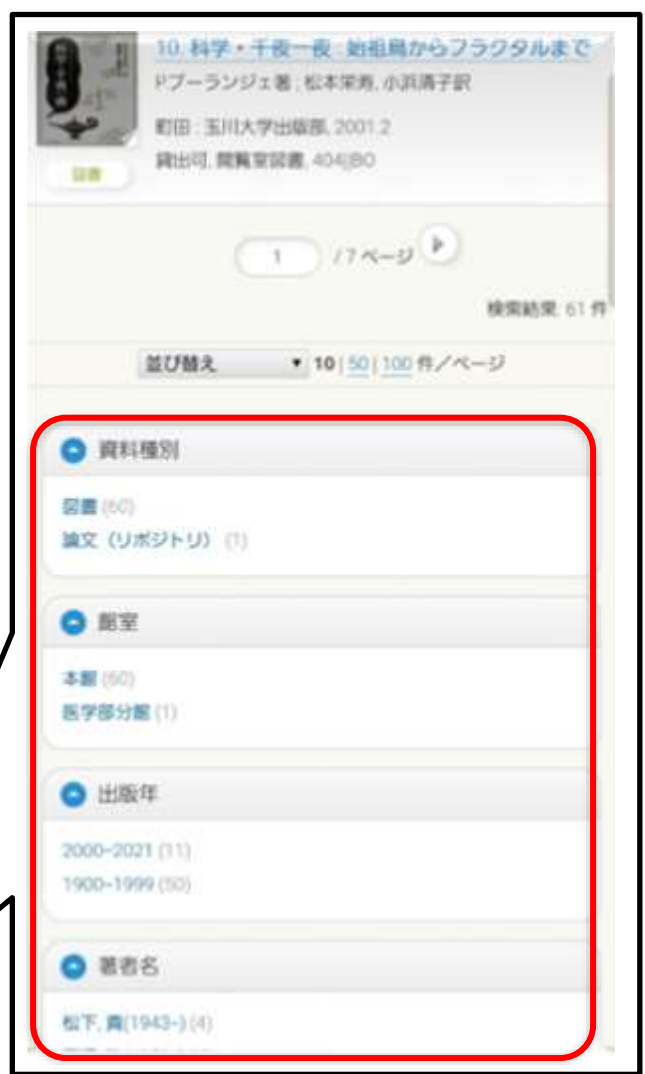 10. 科学・千夜一夜 : 始祖鳥からフラクタルまで
P.ブーランジェ著 ; 松本栄寿, 小浜清子訳
町田 : 玉川大学出版部, 2001.2
図書
貸出可, 閲覧室図書, 404||BO
1 / 7 ページ
検索結果: 61 件
並び替え 10 | 50 | 100 件／ページ
資料種別
図書 (60)
論文（リポジトリ） (1)
館室
本館 (60)
医学部分館 (1)
出版年
2000-2021 (11)
1900-1999 (50)
著者名
松下, 貢(1943-) (4)